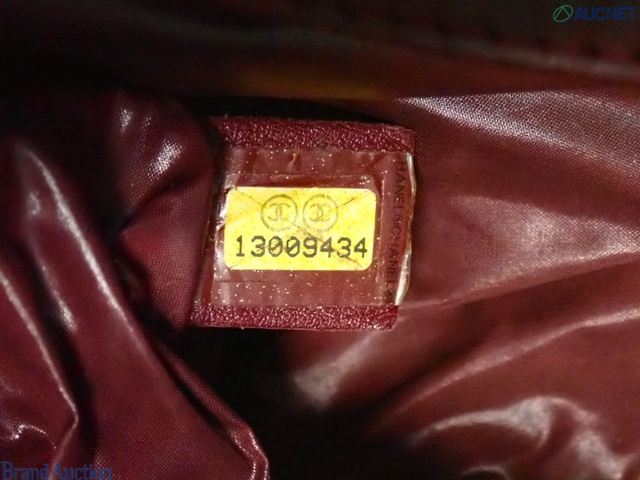 AUCNET
13009434
CHANEL ©CHANEL
Brand Auction